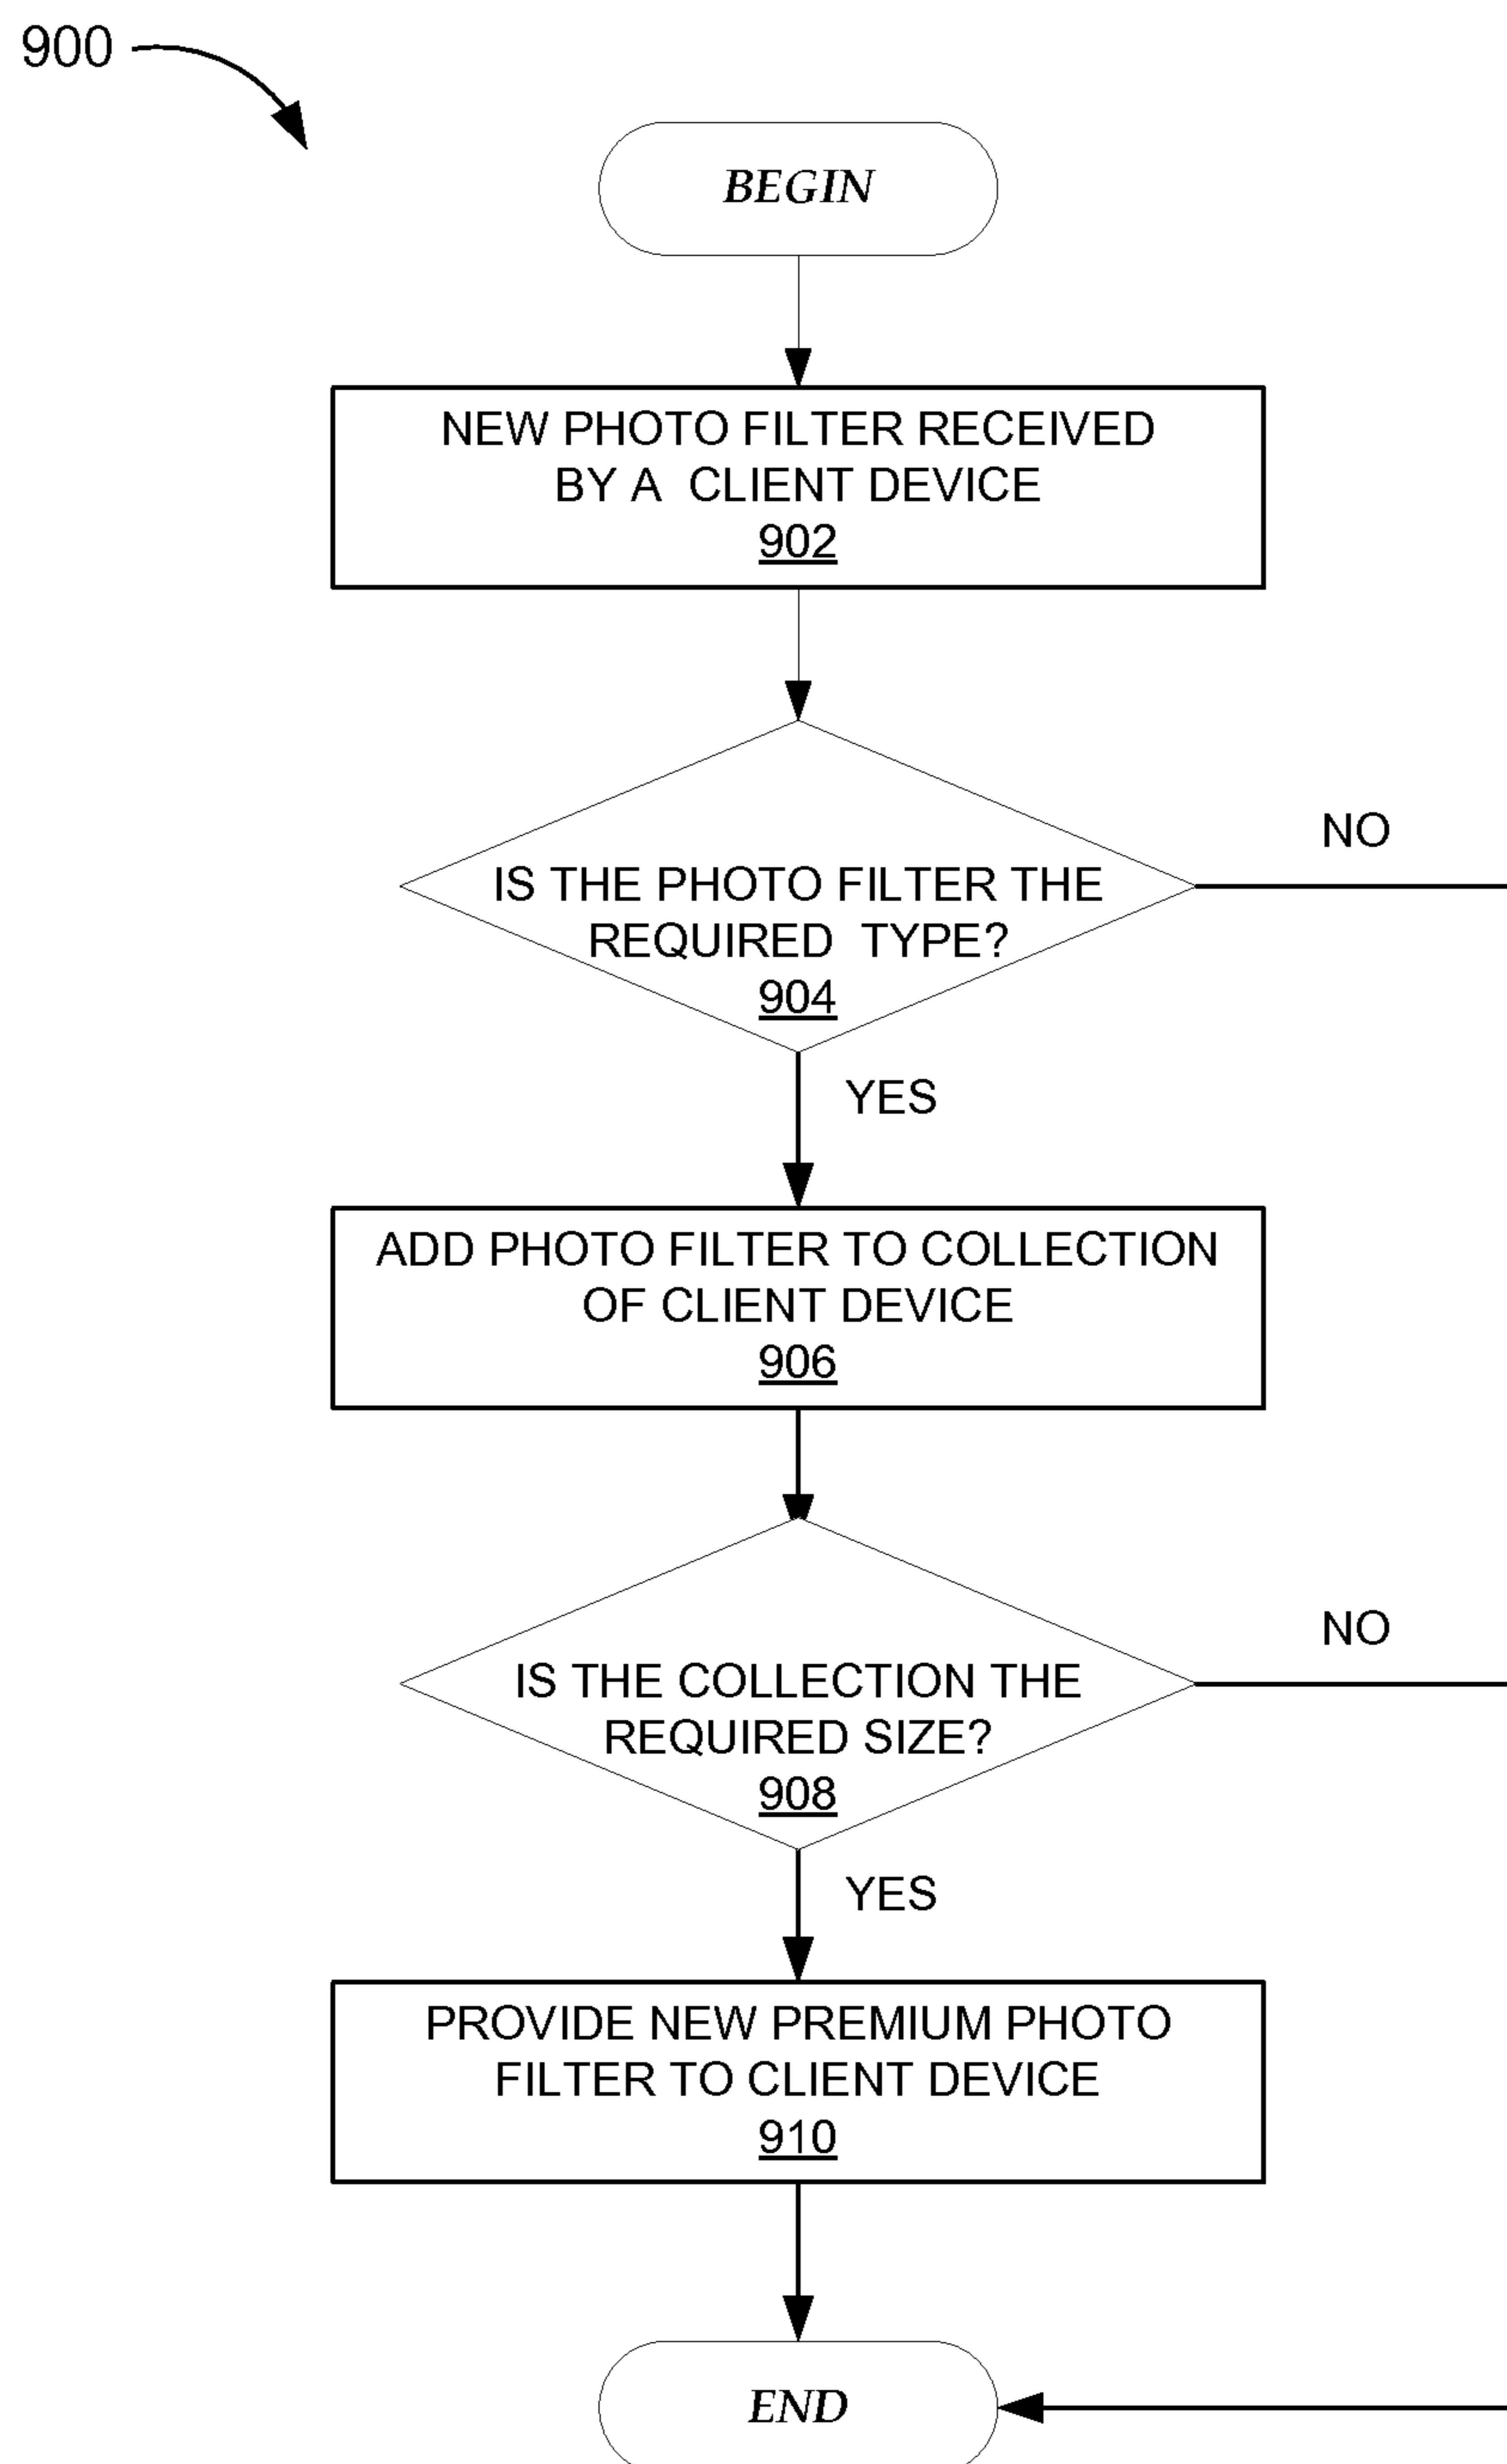 900
BEGIN
NEW PHOTO FILTER RECEIVED
BY A CLIENT DEVICE
902
IS THE PHOTO FILTER THE
REQUIRED TYPE?
904
NO
YES
ADD PHOTO FILTER TO COLLECTION
OF CLIENT DEVICE
906
IS THE COLLECTION THE
REQUIRED SIZE?
908
NO
YES
PROVIDE NEW PREMIUM PHOTO
FILTER TO CLIENT DEVICE
910
END